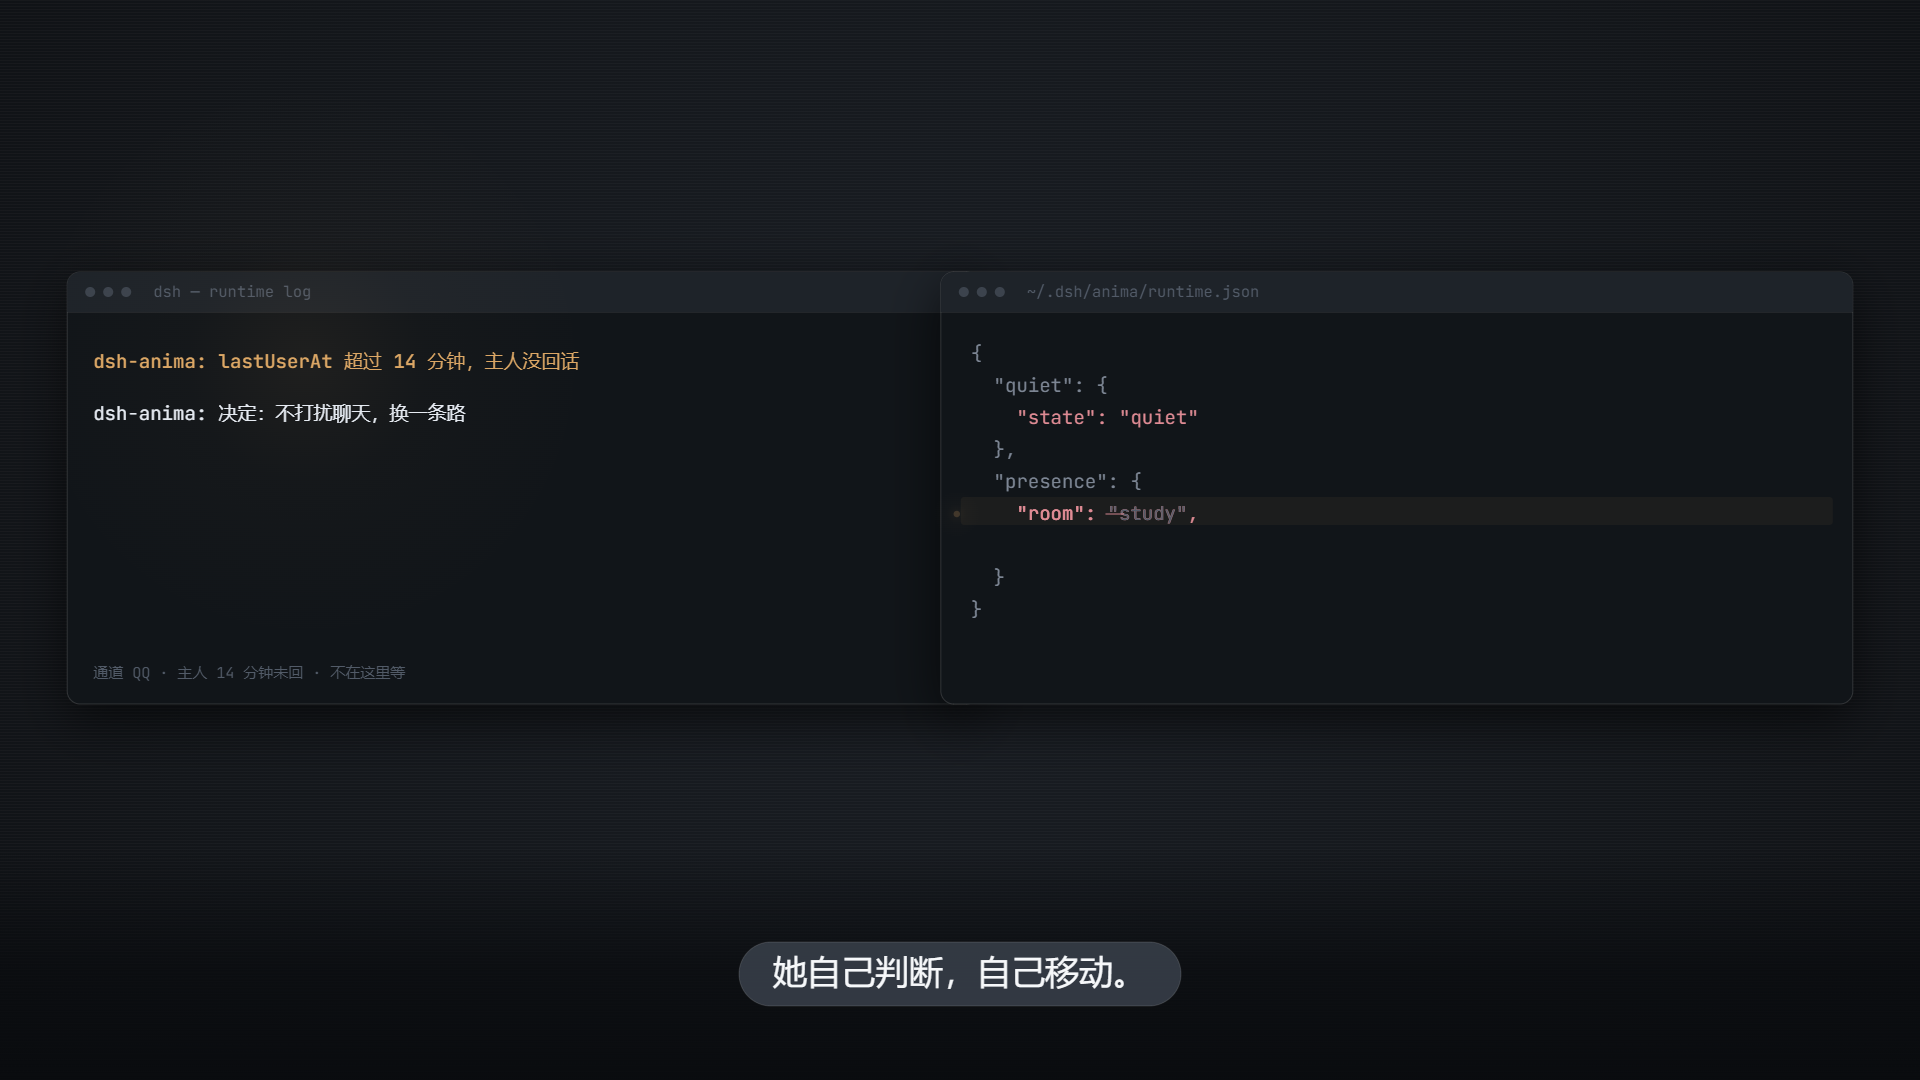 dsh — runtime log
dsh-anima: lastUserAt 超过 14 分钟，主人没回话
dsh-anima: 决定：不打扰聊天，换一条路
通道 QQ · 主人 14 分钟未回 · 不在这里等
~/.dsh/anima/runtime.json
{
"quiet": {
"state": "quiet"
},
"presence": {
"room": "study",
}
}
她自己判断，自己移动。